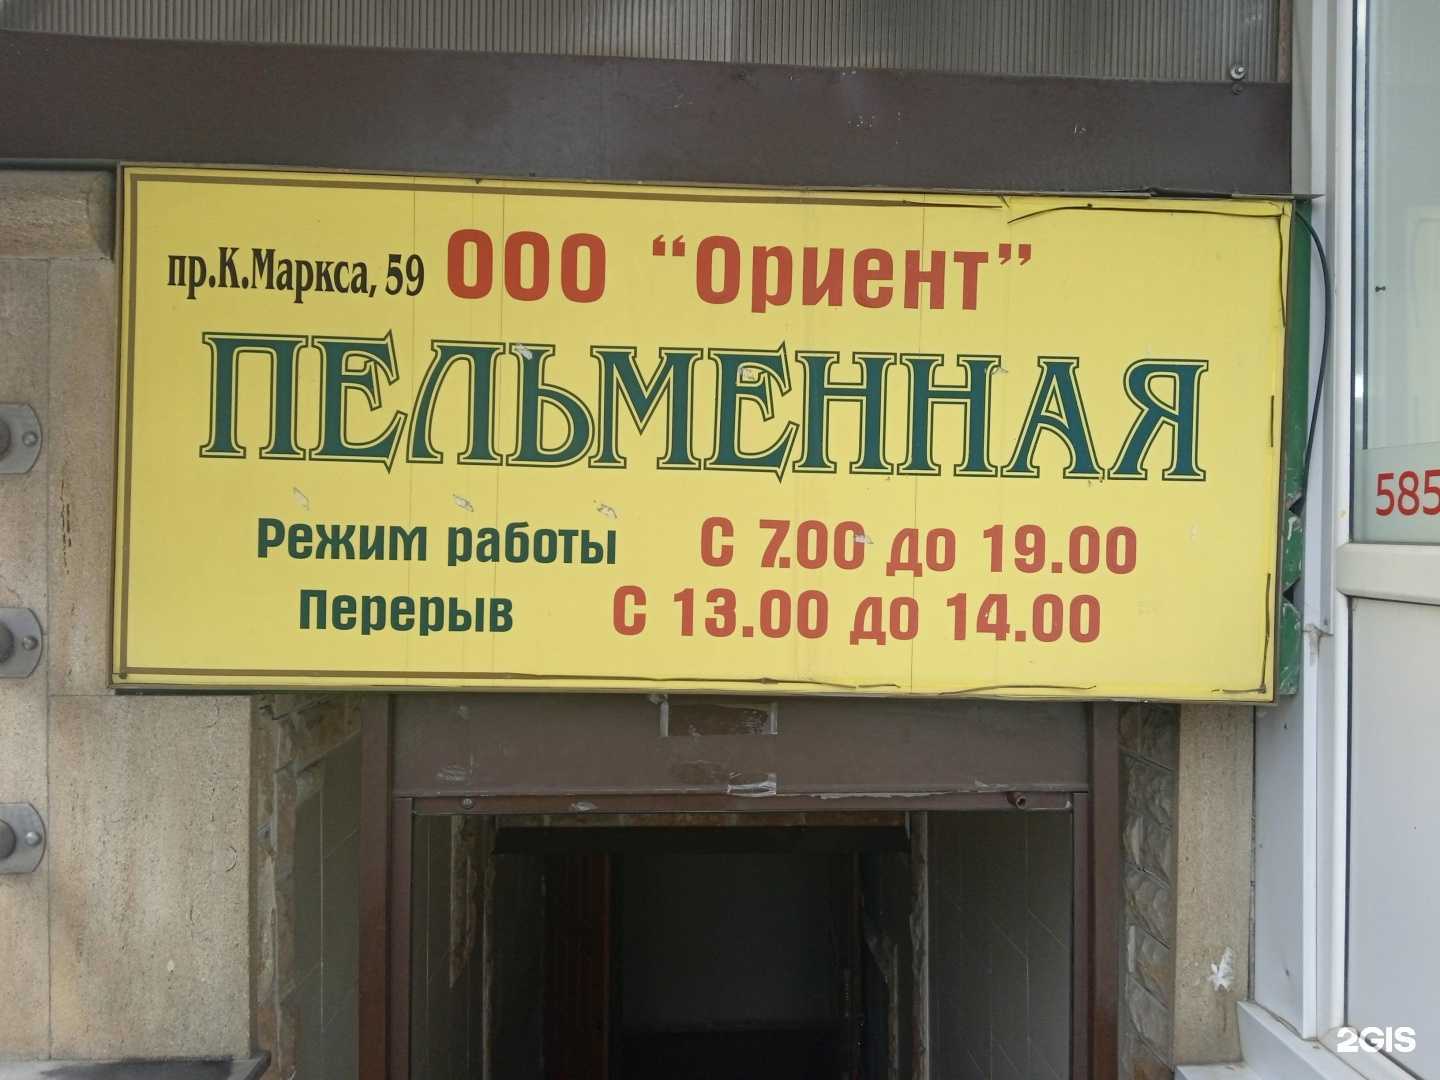 пр.К.Маркса, 59 ООО "Ориент"
ПЕЛЬМЕННАЯ
Режим работы С 7.00 до 19.00
Перерыв С 13.00 до 14.00
585
2GIS